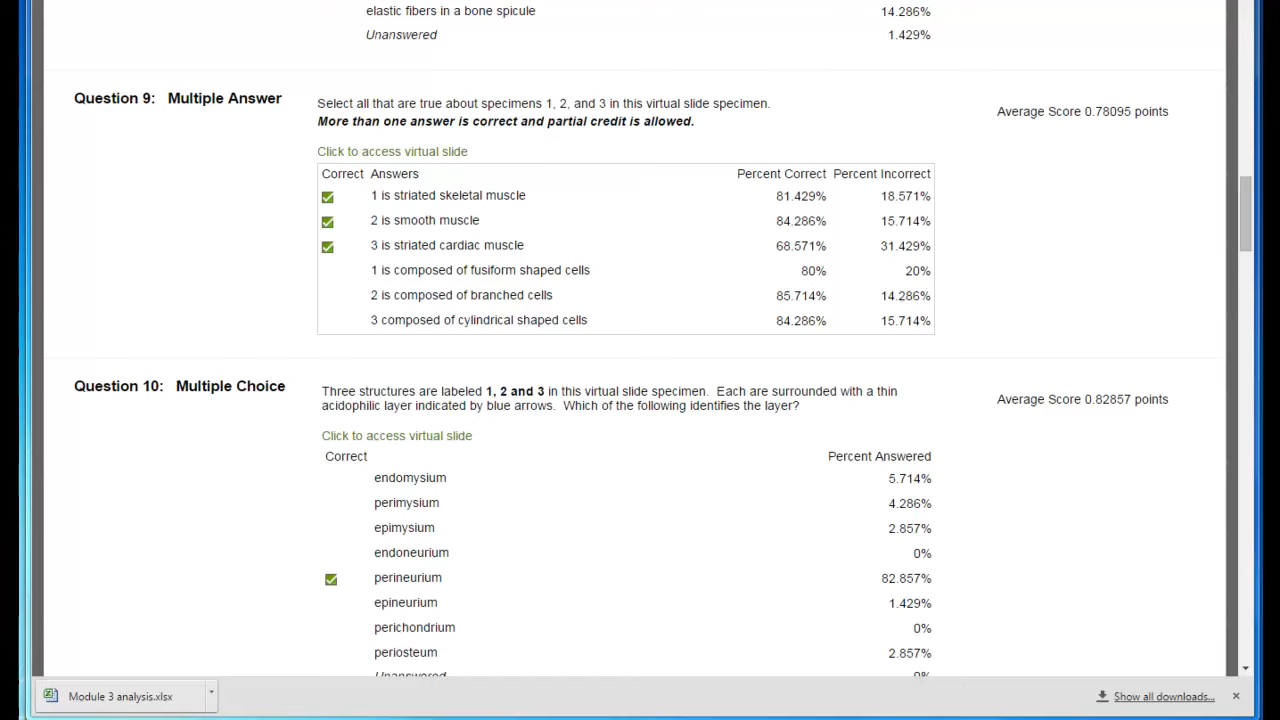 elastic fibers in a bone spicule 14.286%
Unanswered 1.429%
Question 9: Multiple Answer
Select all that are true about specimens 1, 2, and 3 in this virtual slide specimen.
More than one answer is correct and partial credit is allowed.
Average Score 0.78095 points
Click to access virtual slide
Correct Answers Percent Correct Percent Incorrect
1 is striated skeletal muscle 81.429% 18.571%
2 is smooth muscle 84.286% 15.714%
3 is striated cardiac muscle 68.571% 31.429%
1 is composed of fusiform shaped cells 80% 20%
2 is composed of branched cells 85.714% 14.286%
3 composed of cylindrical shaped cells 84.286% 15.714%
Question 10: Multiple Choice
Three structures are labeled 1, 2 and 3 in this virtual slide specimen. Each are surrounded with a thin
acidophilic layer indicated by blue arrows. Which of the following identifies the layer?
Average Score 0.82857 points
Click to access virtual slide
Correct Percent Answered
endomysium 5.714%
perimysium 4.286%
epimysium 2.857%
endoneurium 0%
perineurium 82.857%
epineurium 1.429%
perichondrium 0%
periosteum 2.857%
Unanswered 0%
Module 3 analysis.xlsx
Show all downloads...